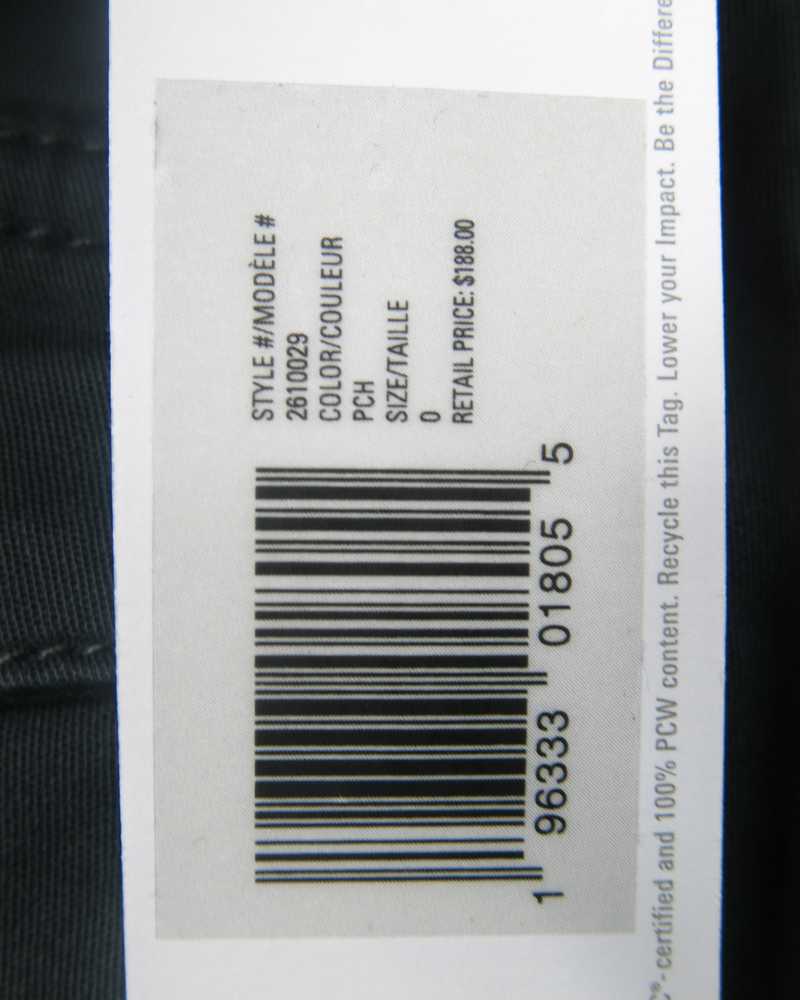 STYLE #/MODÈLE #
2610029
COLOR/COULEUR
PCH
SIZE/TAILLE
0
RETAIL PRICE: $188.00
1 96333 01805 5
®-certified and 100% PCW content. Recycle this Tag. Lower your Impact. Be the